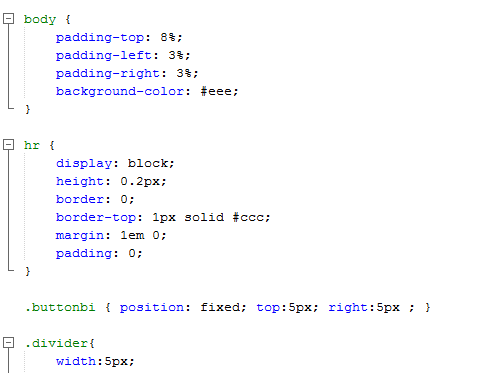 body {
padding-top: 8%;
padding-left: 3%;
padding-right: 3%;
background-color: #eee;
}
hr {
display: block;
height: 0.2px;
border: 0;
border-top: 1px solid #ccc;
margin: 1em 0;
padding: 0;
}
.buttonbi { position: fixed; top:5px; right:5px ; }
.divider{
width:5px;